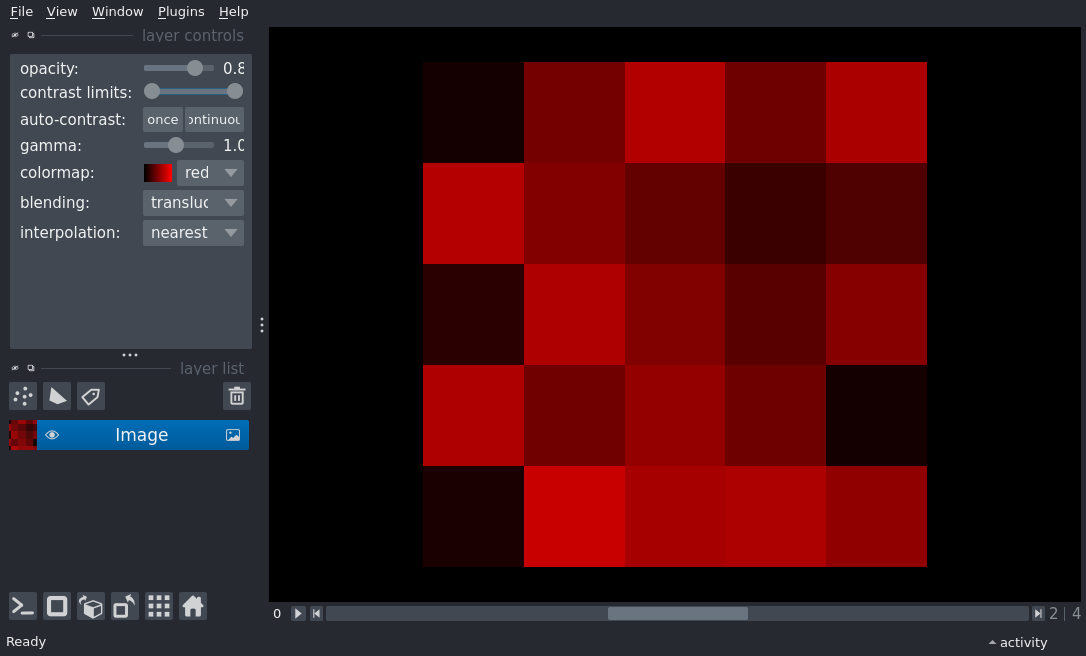 File View Window Plugins Help
layer controls
opacity: 0.8
contrast limits:
auto-contrast: once ontinuou
gamma: 1.0
colormap: red
blending: transluc
interpolation: nearest
layer list
Image
0 2 | 4
Ready activity